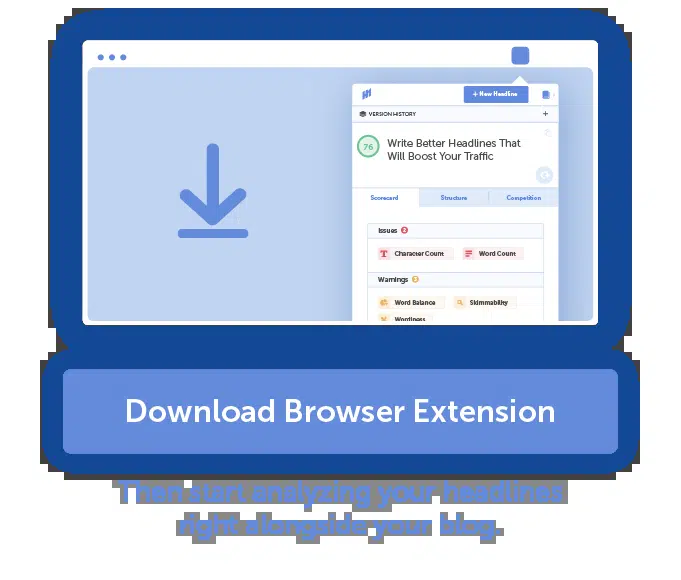 + New Headline
VERSION HISTORY
+
76
Write Better Headlines That
Will Boost Your Traffic
Scorecard
Structure
Competition
Issues 2
Character Count
Word Count
Warnings
Word Balance
Skimmability
Wordiness
Download Browser Extension
Then start analyzing your headlines
right alongside your blog.